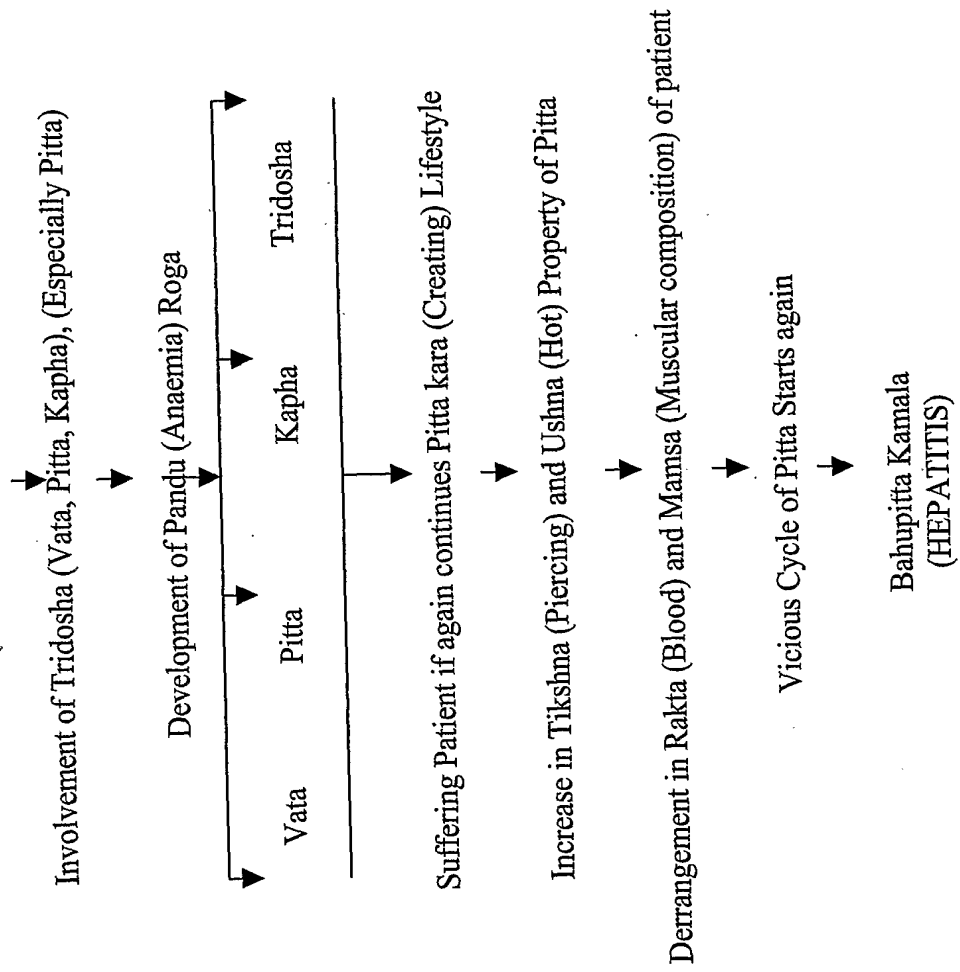 Involvement of Tridosha (Vata, Pitta, Kapha), (Especially Pitta)
Development of Pandu (Anaemia) Roga
Vata Pitta Kapha Tridosha
Suffering Patient if again continues Pitta kara (Creating) Lifestyle
Increase in Tikshna (Piercing) and Ushna (Hot) Property of Pitta
Derrangement in Rakta (Blood) and Mamsa (Muscular composition) of patient
Vicious Cycle of Pitta Starts again
Bahupitta Kamala
(HEPATITIS)